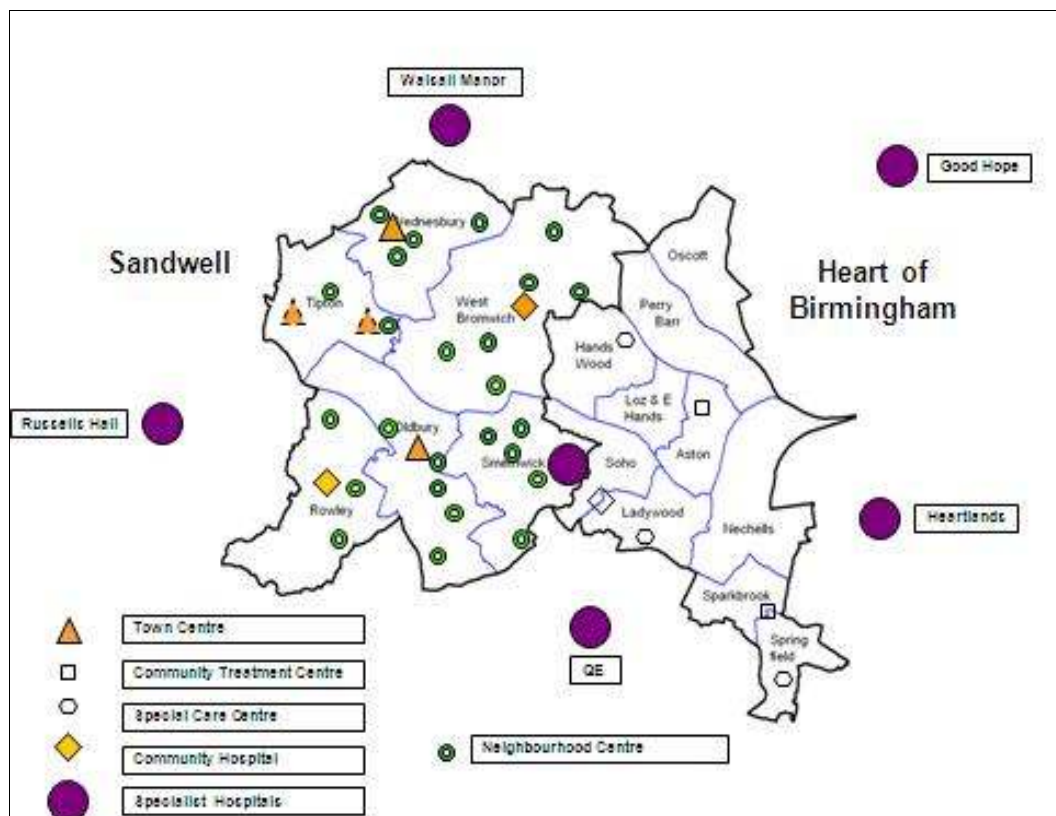 Walsall Manor
Good Hope
Sandwell
Heart of
Birmingham
Wednesbury
Oscott
Tipton
West
Bromwich
Perry
Barr
Hands
Wood
Loz & E
Hands
Russells Hall
Oldbury
Smethwick
Soho
Aston
Rowley
Ladywood
Nechells
Heartlands
Sparkbrook
Spring
field
QE
Town Centre
Community Treatment Centre
Special Care Centre
Community Hospital
Specialist Hospitals
Neighbourhood Centre